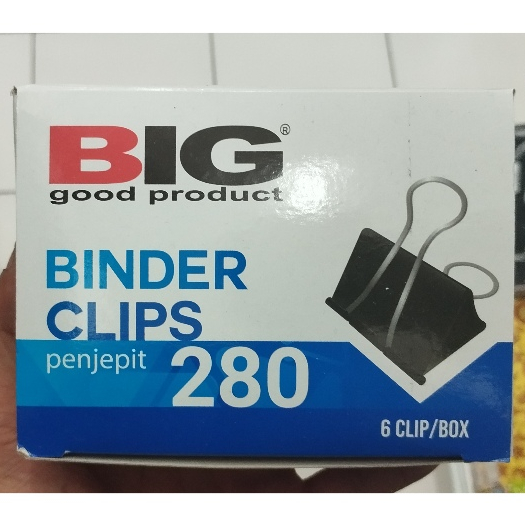 BIG®
good product
BINDER
CLIPS
penjepit 280
6 CLIP/BOX